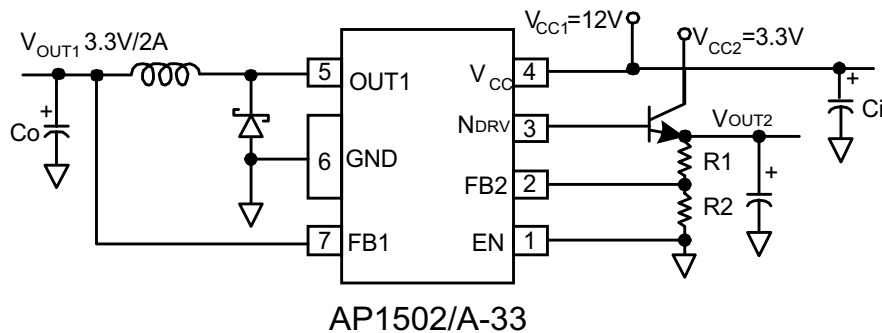 VCC1=12V
VOUT1 3.3V/2A
VCC2=3.3V
5
OUT1
VCC
4
Co
+
6
GND
NDRV
3
VOUT2
+
Ci
R1
FB2
2
R2
+
7
FB1
EN
1
AP1502/A-33